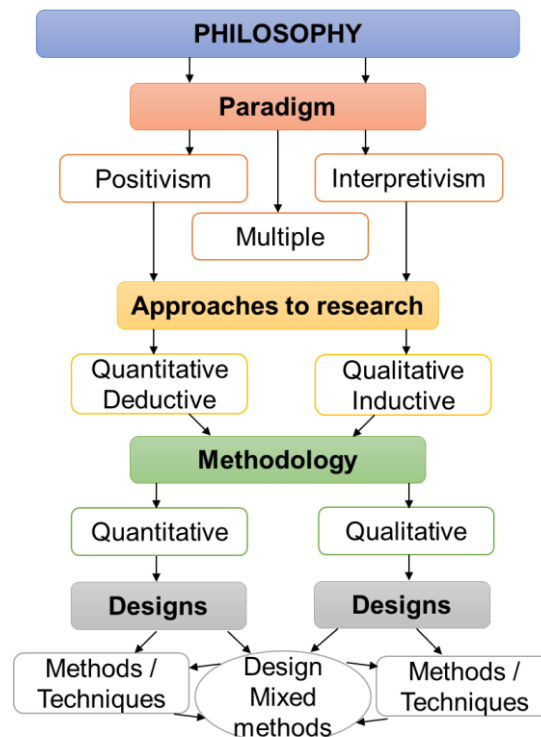 PHILOSOPHY
Paradigm
Positivism
Interpretivism
Multiple
Approaches to research
Quantitative
Deductive
Qualitative
Inductive
Methodology
Quantitative
Qualitative
Designs
Designs
Methods /
Techniques
Design
Mixed
methods
Methods /
Techniques